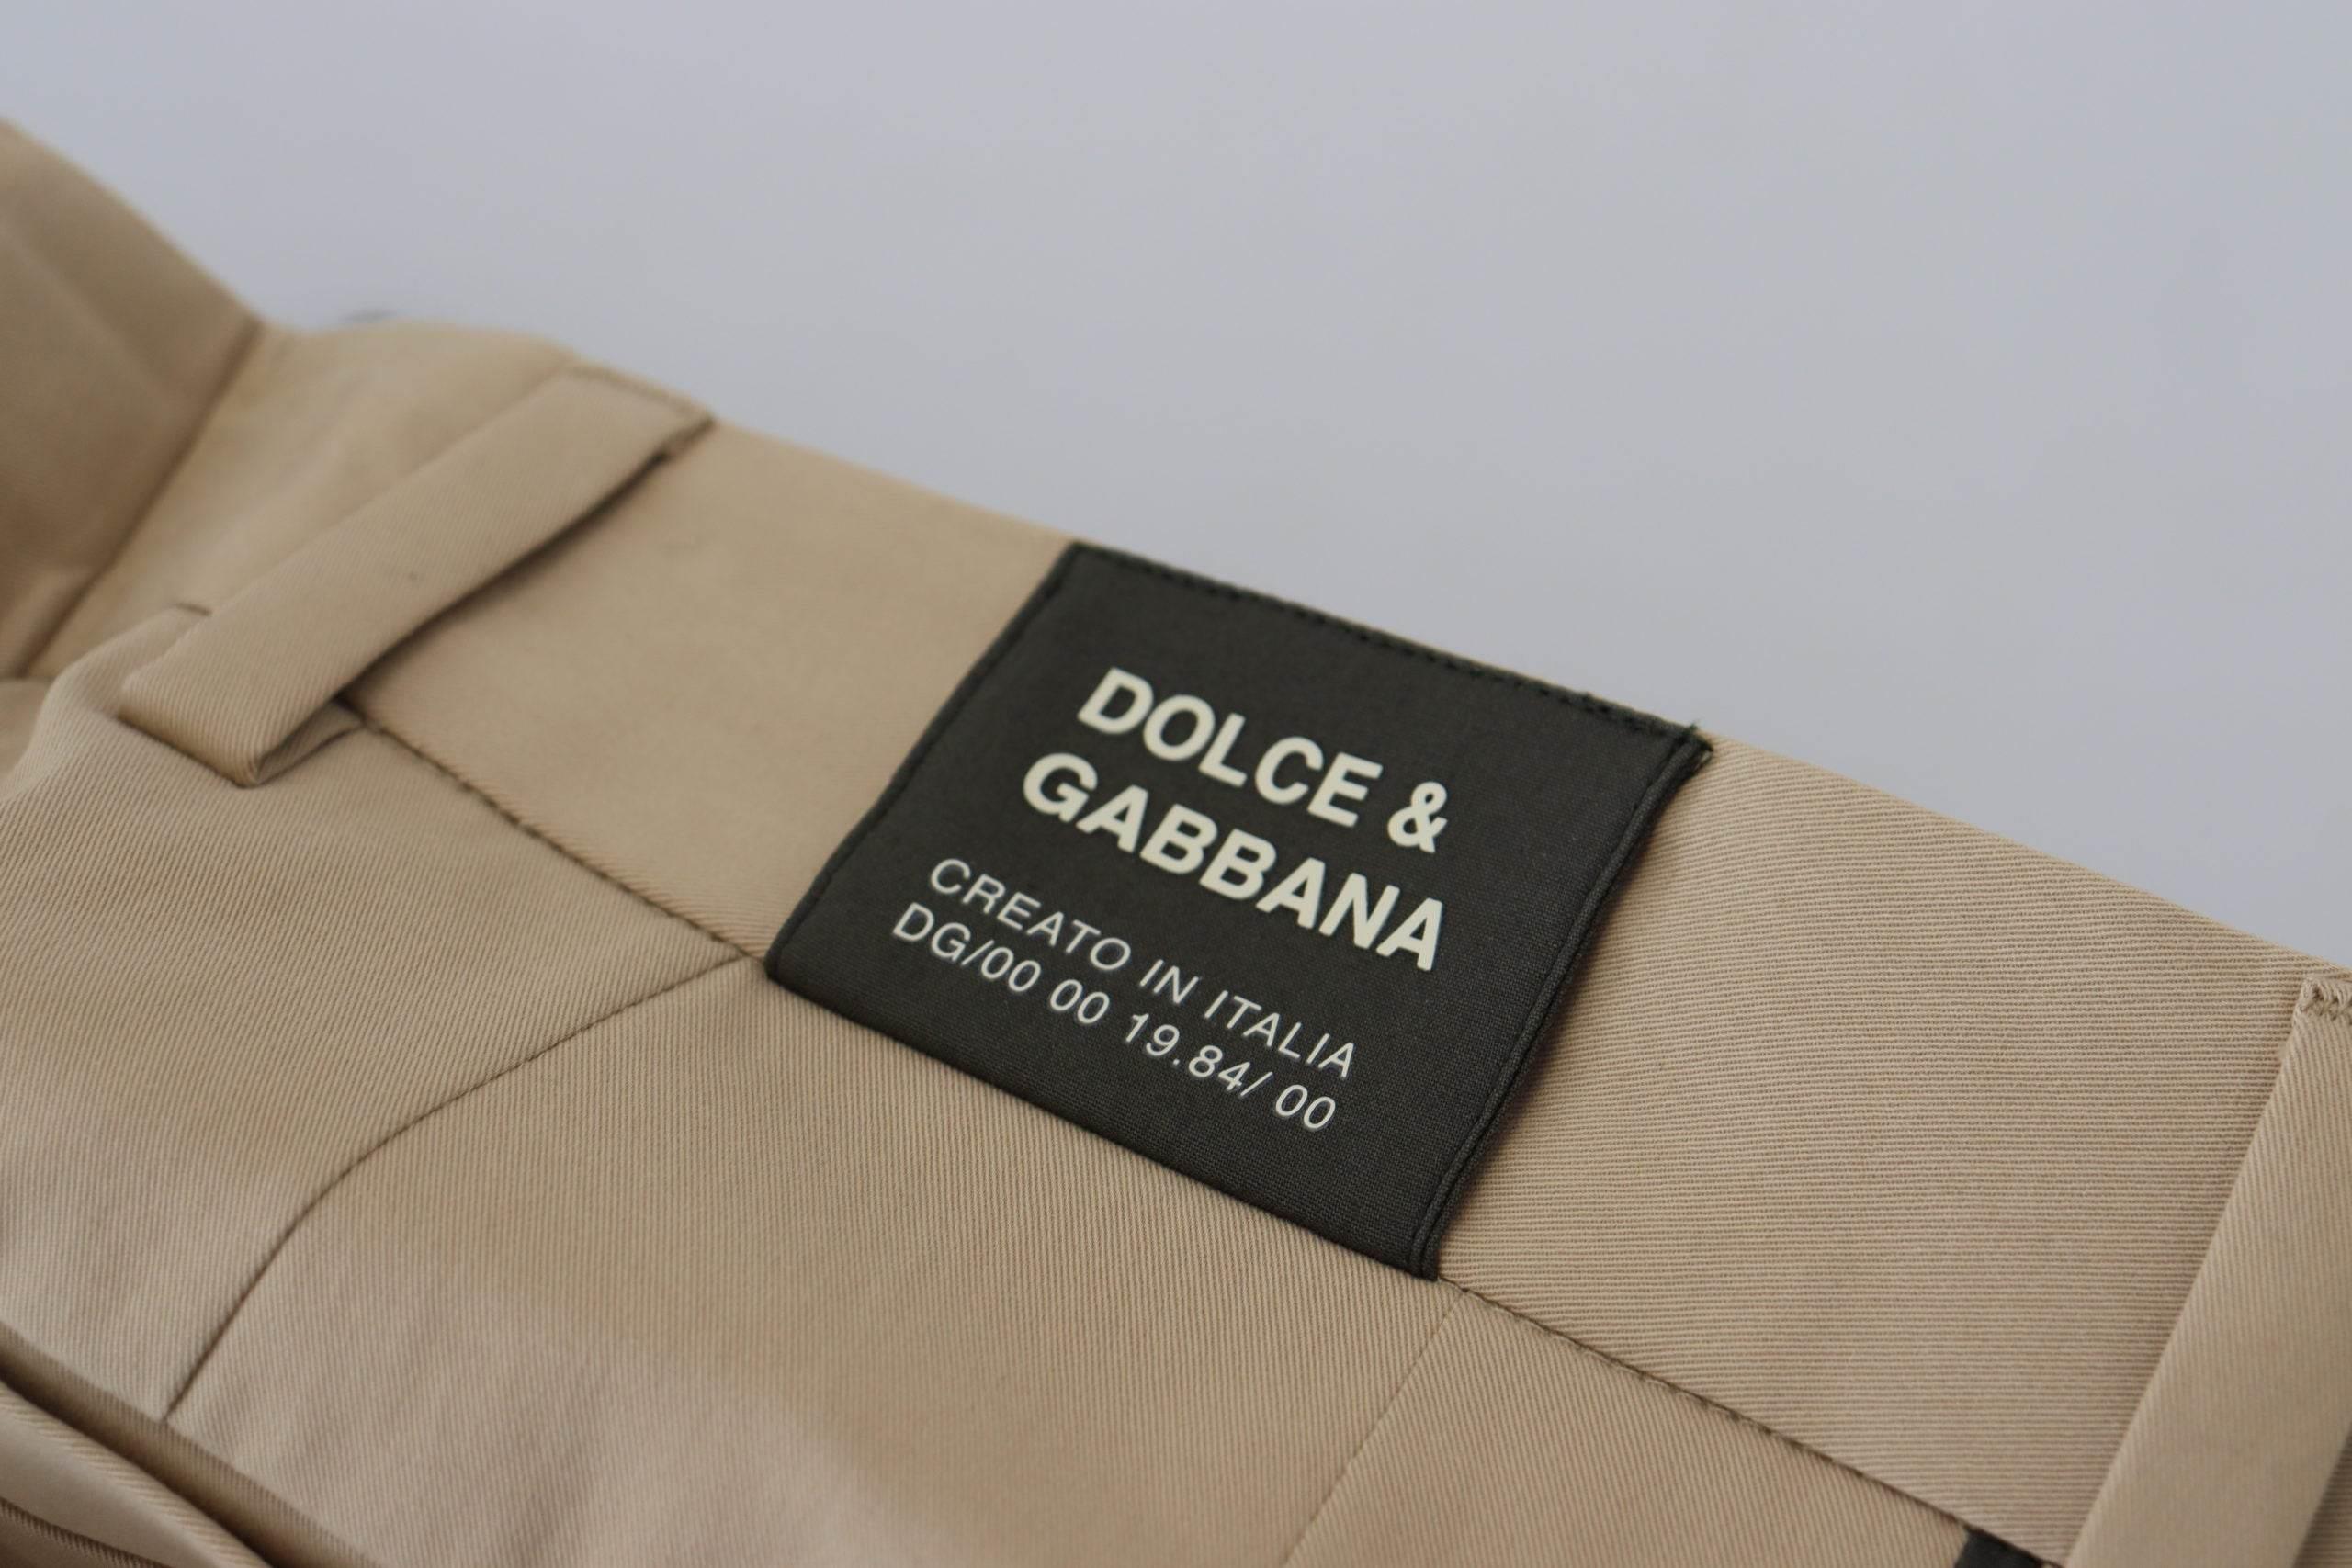 DOLCE &
GABBANA
CREATO IN ITALIA
DG/00 00 19.84/ 00